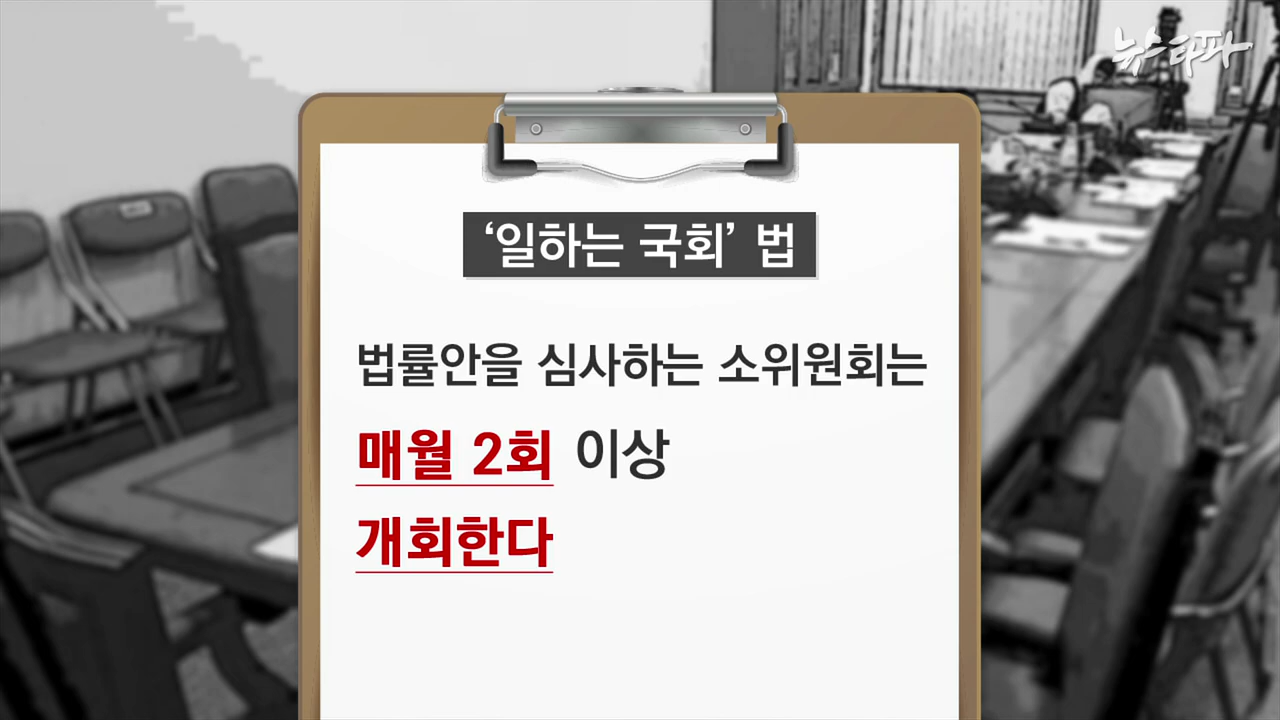 뉴스타파
‘일하는 국회’ 법
법률안을 심사하는 소위원회는
매월 2회 이상
개회한다